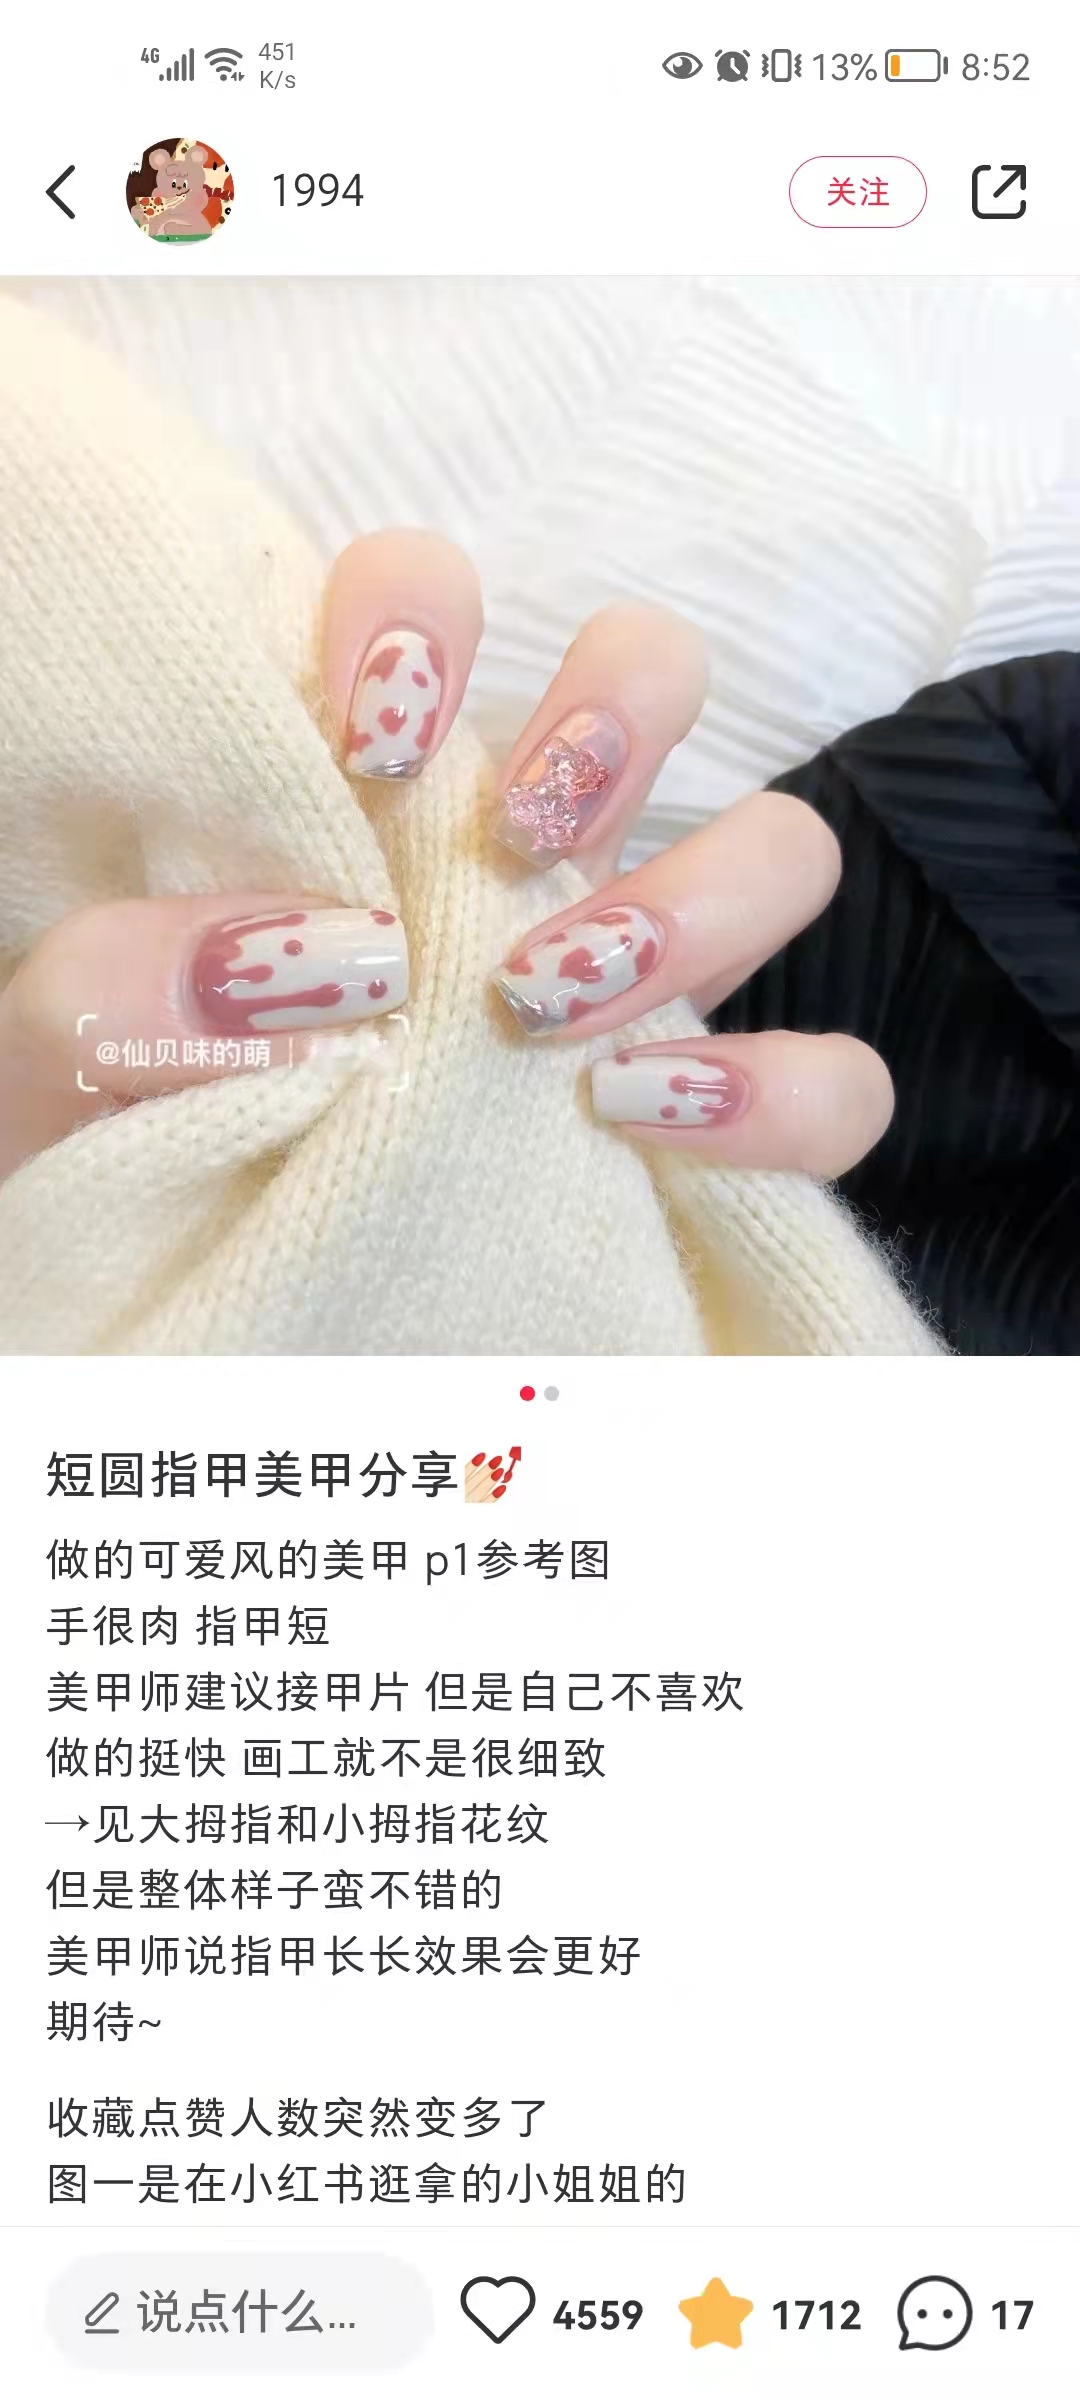 4G
451
K/s
13%
8:52
1994
关注
@仙贝味的萌
短圆指甲美甲分享💅🏻
做的可爱风的美甲 p1参考图
手很肉 指甲短
美甲师建议接甲片 但是自己不喜欢
做的挺快 画工就不是很细致
→见大拇指和小拇指花纹
但是整体样子蛮不错的
美甲师说指甲长长效果会更好
期待~
收藏点赞人数突然变多了
图一是在小红书逛拿的小姐姐的
说点什么...
4559
1712
17